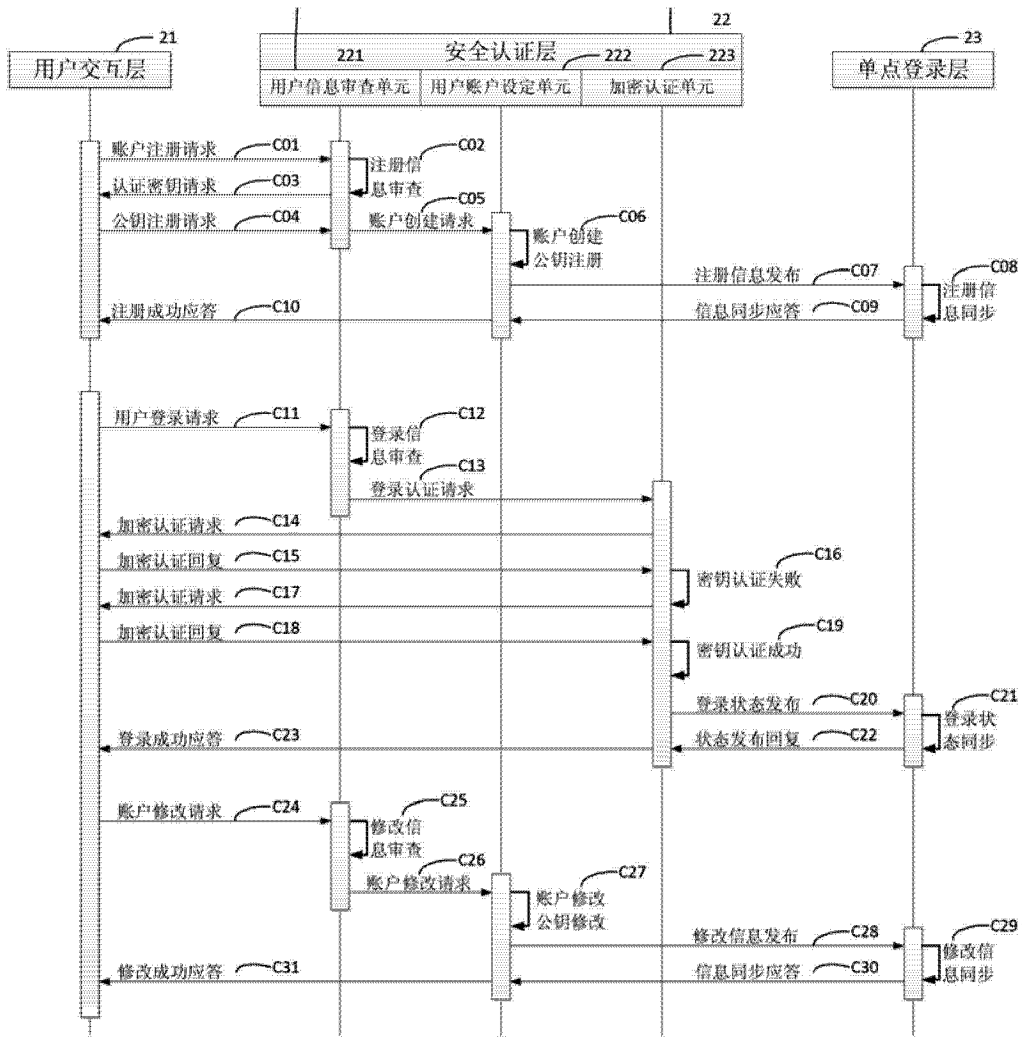 21
22
23
用户交互层
安全认证层
单点登录层
221
222
223
用户信息审查单元
用户账户设定单元
加密认证单元
账户注册请求
C01
C02
注册信
息审查
认证密钥请求
C03
公钥注册请求
C04
C05
账户创建请求
C06
账户创建
公钥注册
注册信息发布
C07
C08
注册信
息同步
信息同步应答
C09
注册成功应答
C10
用户登录请求
C11
C12
登录信
息审查
C13
登录认证请求
加密认证请求
C14
加密认证回复
C15
C16
密钥认证失败
加密认证请求
C17
加密认证回复
C18
C19
密钥认证成功
登录状态发布
C20
C21
登录状
态同步
状态发布回复
C22
登录成功应答
C23
账户修改请求
C24
C25
修改信
息审查
C26
账户修改请求
C27
账户修改
公钥修改
修改信息发布
C28
C29
修改信
息同步
信息同步应答
C30
修改成功应答
C31